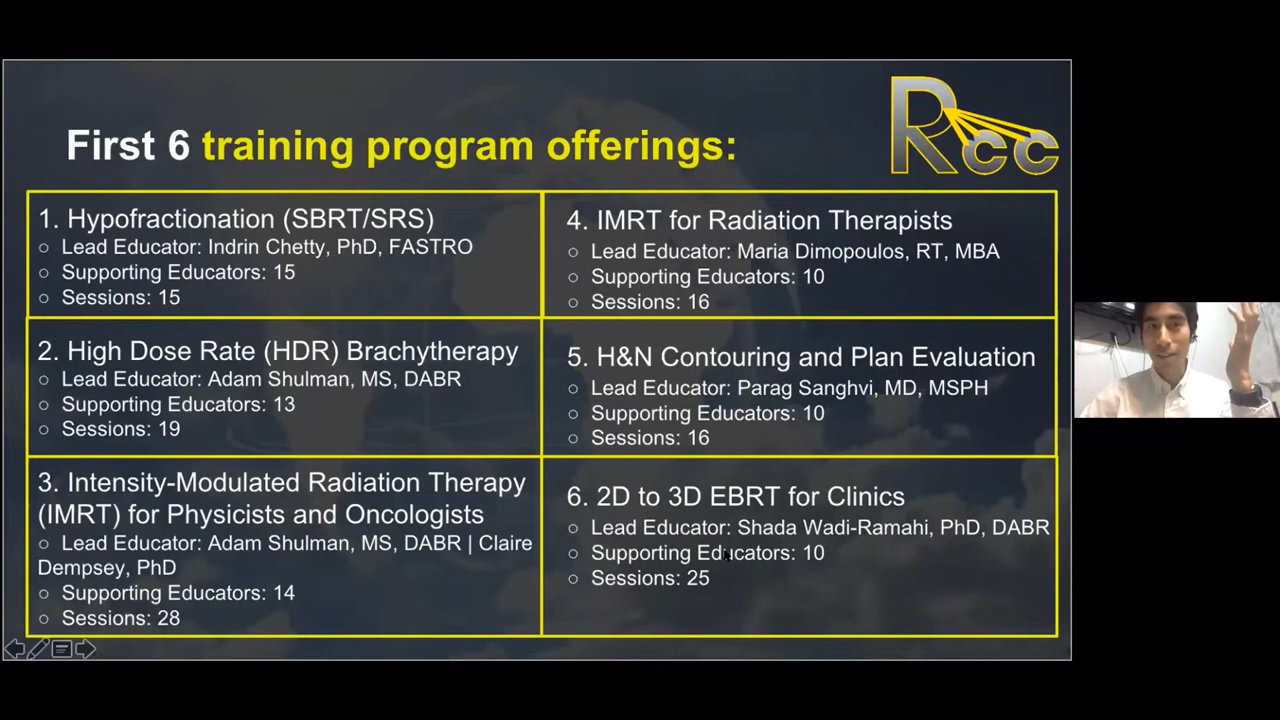 First 6 training program offerings:
Rcc
1. Hypofractionation (SBRT/SRS)
○ Lead Educator: Indrin Chetty, PhD, FASTRO
○ Supporting Educators: 15
○ Sessions: 15
2. High Dose Rate (HDR) Brachytherapy
○ Lead Educator: Adam Shulman, MS, DABR
○ Supporting Educators: 13
○ Sessions: 19
3. Intensity-Modulated Radiation Therapy
(IMRT) for Physicists and Oncologists
○ Lead Educator: Adam Shulman, MS, DABR | Claire
Dempsey, PhD
○ Supporting Educators: 14
○ Sessions: 28
4. IMRT for Radiation Therapists
○ Lead Educator: Maria Dimopoulos, RT, MBA
○ Supporting Educators: 10
○ Sessions: 16
5. H&N Contouring and Plan Evaluation
○ Lead Educator: Parag Sanghvi, MD, MSPH
○ Supporting Educators: 10
○ Sessions: 16
6. 2D to 3D EBRT for Clinics
○ Lead Educator: Shada Wadi-Ramahi, PhD, DABR
○ Supporting Educators: 10
○ Sessions: 25